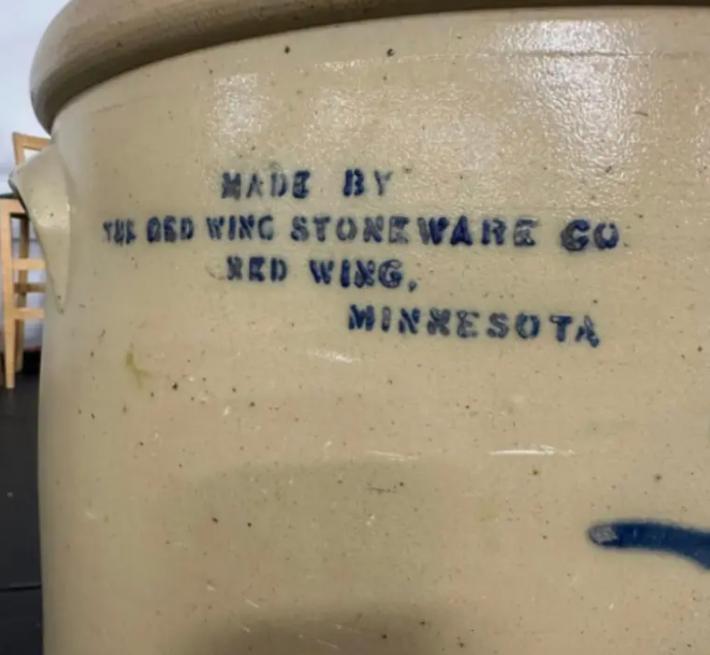 MADE BY
THE RED WING STONEWARE CO.
RED WING,
MINNESOTA